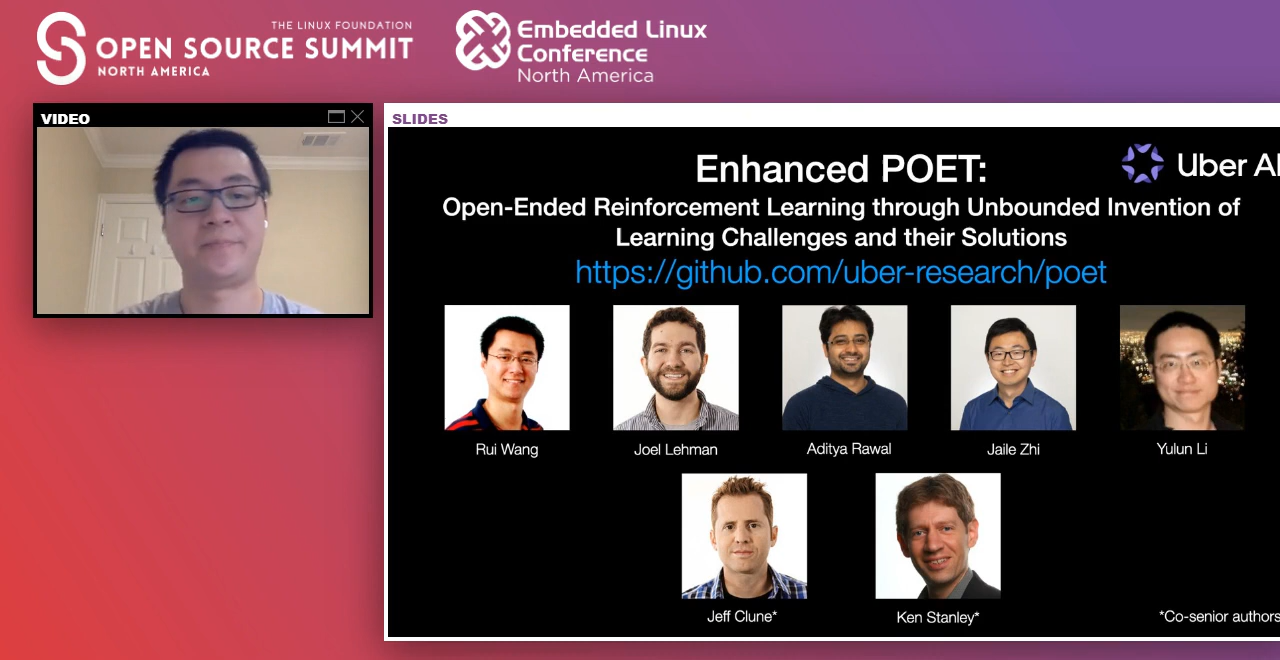 THE LINUX FOUNDATION
OPEN SOURCE SUMMIT
NORTH AMERICA
Embedded Linux
Conference
North America
VIDEO
SLIDES
Enhanced POET:
Uber AI
Open-Ended Reinforcement Learning through Unbounded Invention of
Learning Challenges and their Solutions
https://github.com/uber-research/poet
Rui Wang
Joel Lehman
Aditya Rawal
Jaile Zhi
Yulun Li
Jeff Clune*
Ken Stanley*
*Co-senior authors